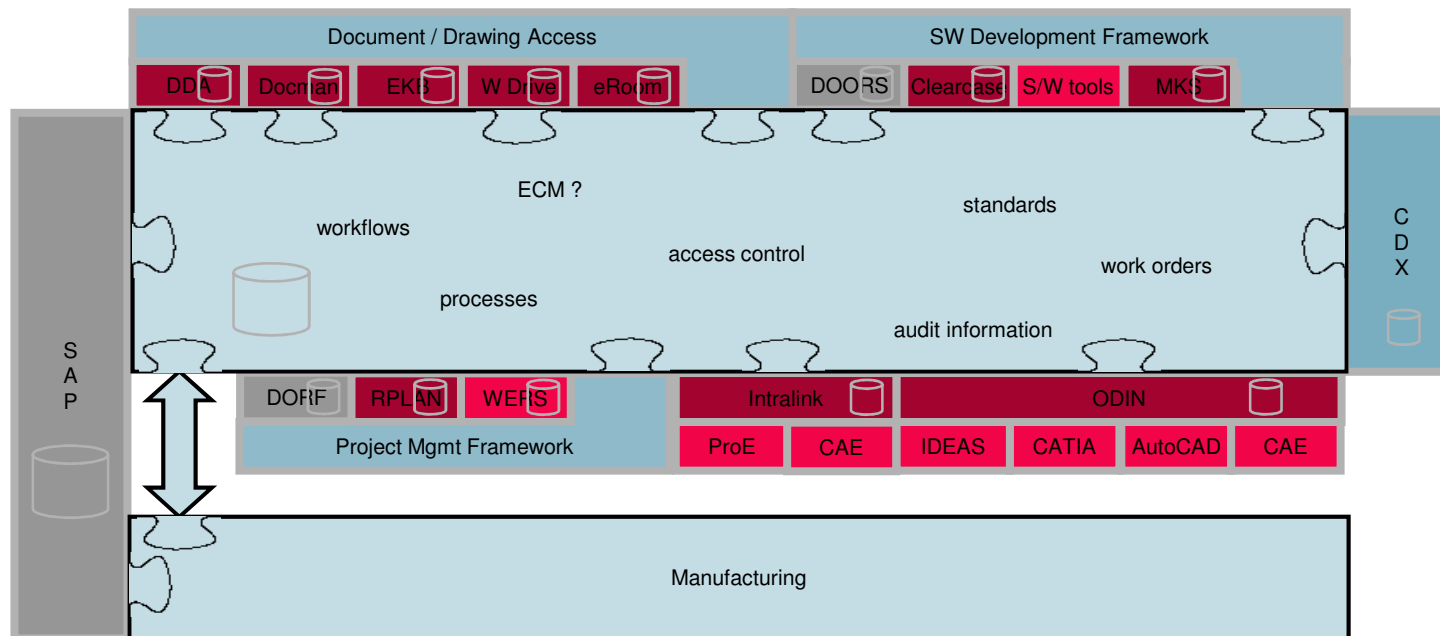 Document / Drawing Access
SW Development Framework
DDA
Docman
EKB
W Drive
eRoom
DOORS
Clearcase
S/W tools
MKS
ECM ?
standards
workflows
access control
work orders
processes
audit information
S
A
P
C
D
X
DORF
RPLAN
WERS
Intralink
ODIN
Project Mgmt Framework
ProE
CAE
IDEAS
CATIA
AutoCAD
CAE
Manufacturing